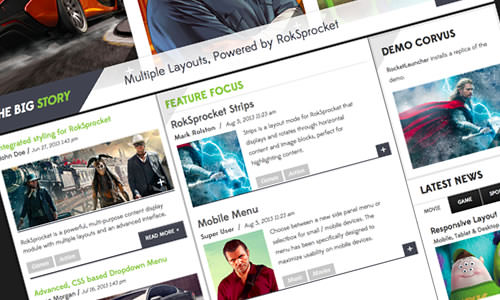 Multiple Layouts, Powered by RokSprocket
THE BIG STORY
Integrated styling for RokSprocket
John Doe / Jun 27, 2013 1:43 pm
RokSprocket is a powerful, multi-purpose content display
module with multiple layouts and an advanced interface.
Games Action
READ MORE
Advanced, CSS based Dropdown Menu
Morgan / Jul 16, 2013 1:43 pm
FEATURE FOCUS
RokSprocket Strips
Mark Rolston / Aug 5, 2013 11:23 am
Strips is a layout mode for RokSprocket that
displays and rotates through horizontal
content and image blocks, perfect for
highlighting content.
Games Action
Mobile Menu
Super User / Aug 5, 2013 11:23 am
Choose between a new side panel menu or
selectbox for small / mobile devices. The
menu has been specifically designed to
maximize usability on mobile devices.
Music Movies
DEMO CORVUS
RocketLauncher installs a replica of the
demo.
LATEST NEWS
MOVIE GAME SPO
Responsive Layou
Mobile, Tablet & Desktop